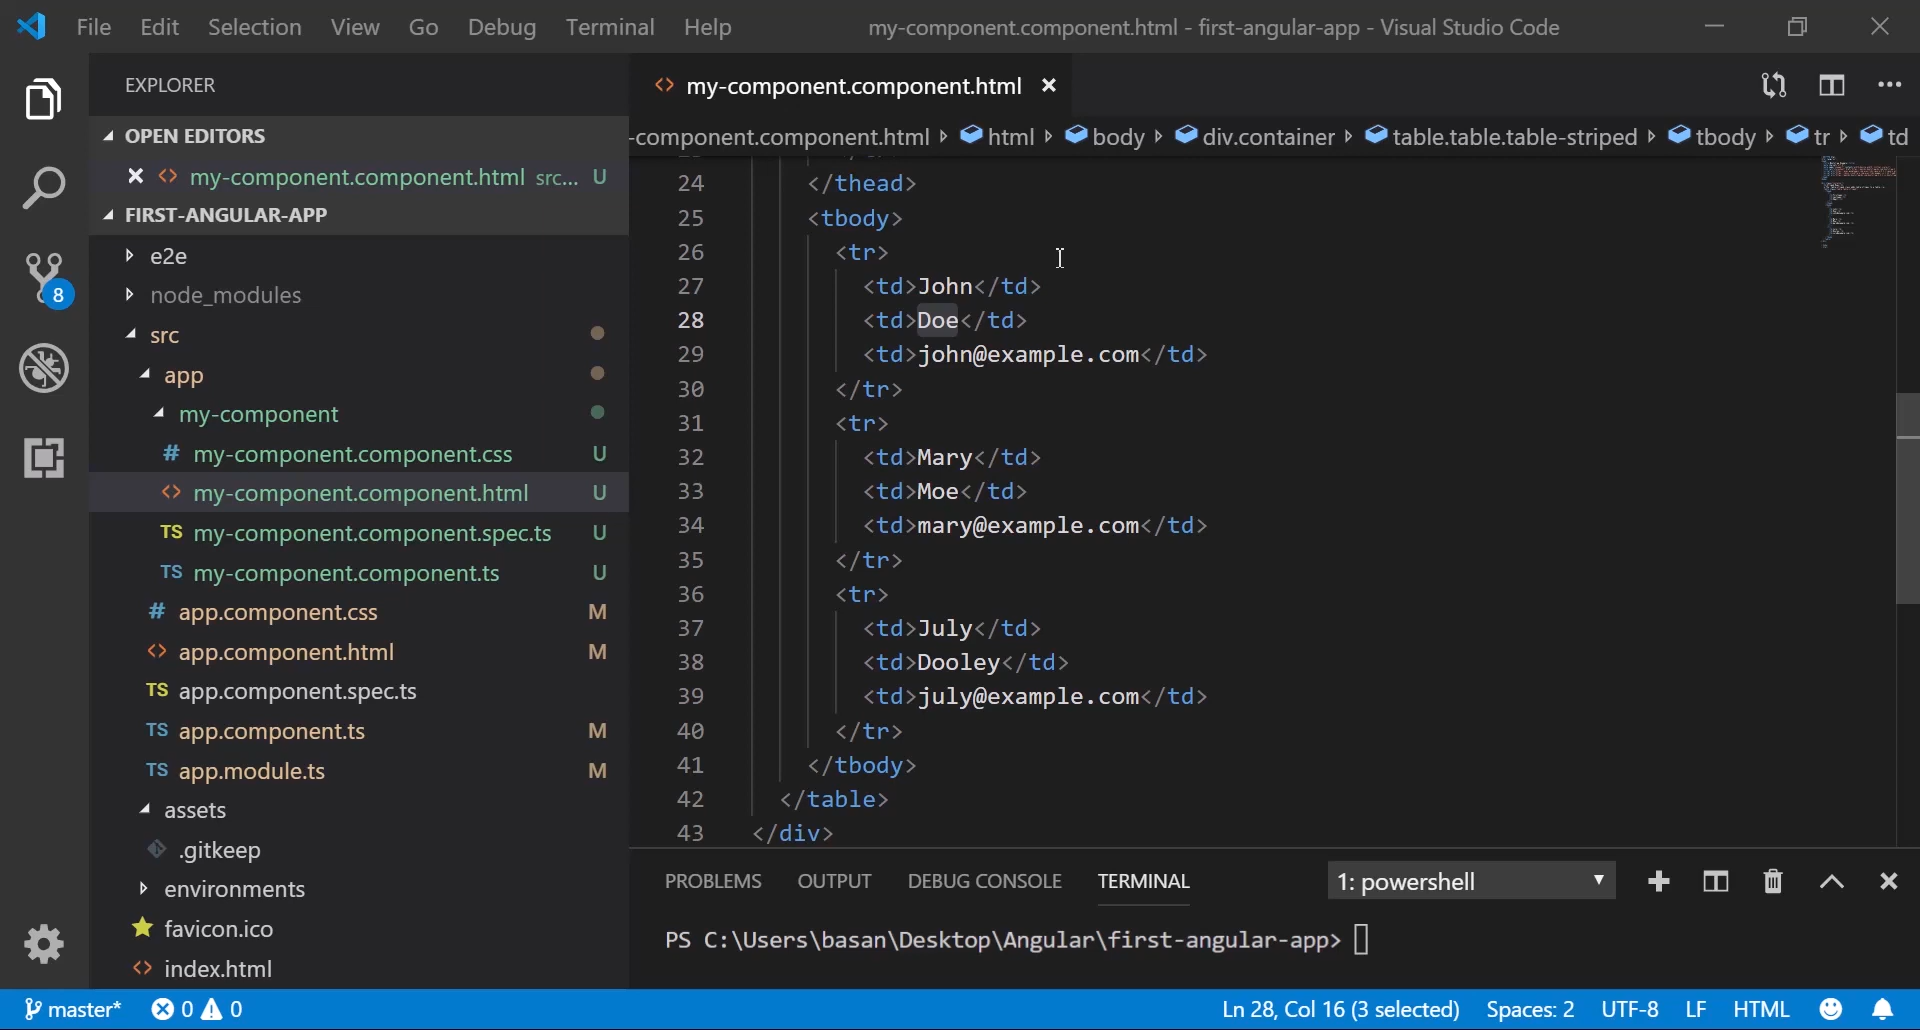 File Edit Selection View Go Debug Terminal Help my-component.component.html - first-angular-app - Visual Studio Code
EXPLORER
OPEN EDITORS
my-component.component.html src... U
FIRST-ANGULAR-APP
e2e
node_modules
src
app
my-component
# my-component.component.css U
<> my-component.component.html U
TS my-component.component.spec.ts U
TS my-component.component.ts U
# app.component.css M
<> app.component.html M
TS app.component.spec.ts
TS app.component.ts M
TS app.module.ts M
assets
.gitkeep
environments
favicon.ico
<> index.html
8
<> my-component.component.html
-component.component.html html body div.container table.table.table-striped tbody tr td
24 </thead>
25 <tbody>
26 <tr>
27 <td>John</td>
28 <td>Doe</td>
29 <td>john@example.com</td>
30 </tr>
31 <tr>
32 <td>Mary</td>
33 <td>Moe</td>
34 <td>mary@example.com</td>
35 </tr>
36 <tr>
37 <td>July</td>
38 <td>Dooley</td>
39 <td>july@example.com</td>
40 </tr>
41 </tbody>
42 </table>
43 </div>
PROBLEMS OUTPUT DEBUG CONSOLE TERMINAL 1: powershell
PS C:\Users\basan\Desktop\Angular\first-angular-app>
master* 0 0 Ln 28, Col 16 (3 selected) Spaces: 2 UTF-8 LF HTML